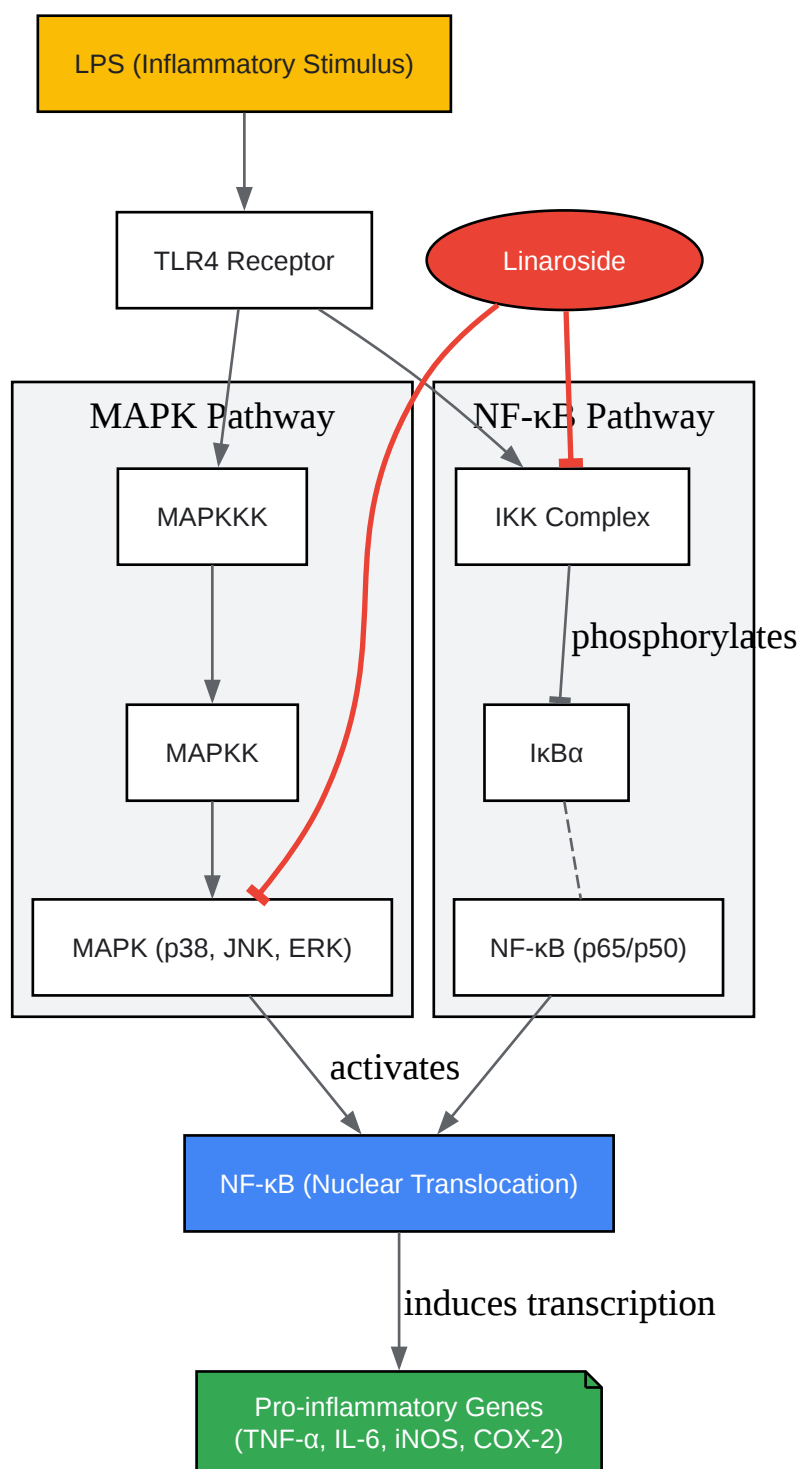 LPS (Inflammatory Stimulus)
TLR4 Receptor
Linaroside
MAPK Pathway
NF-κB Pathway
MAPKKK
IKK Complex
phosphorylates
MAPKK
IκBα
MAPK (p38, JNK, ERK)
NF-κB (p65/p50)
activates
NF-κB (Nuclear Translocation)
induces transcription
Pro-inflammatory Genes
(TNF-α, IL-6, iNOS, COX-2)